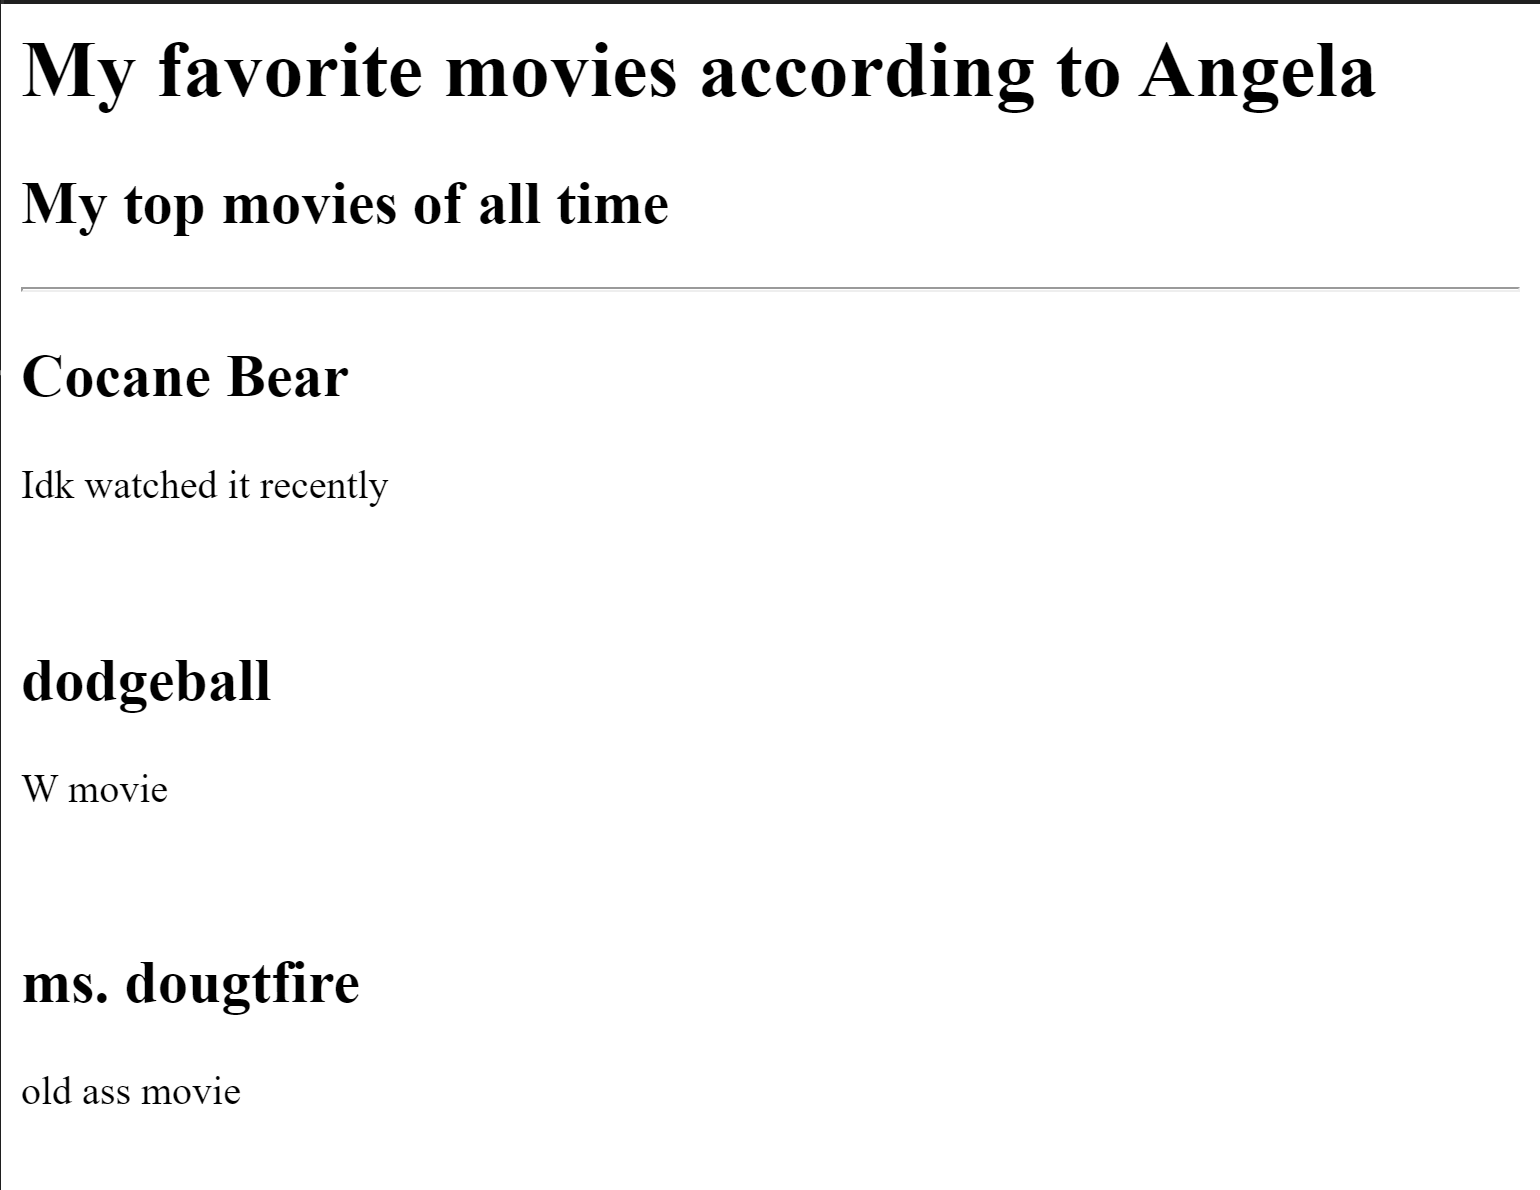 My favorite movies according to Angela
My top movies of all time
Cocane Bear
Idk watched it recently
dodgeball
W movie
ms. dougtfire
old ass movie